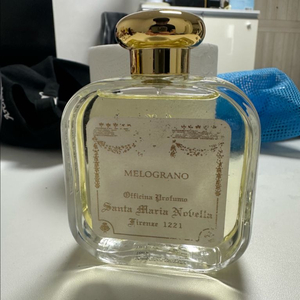 MELOGRANO
Officina Profumo
Santa Maria Novella
Firenze 1221